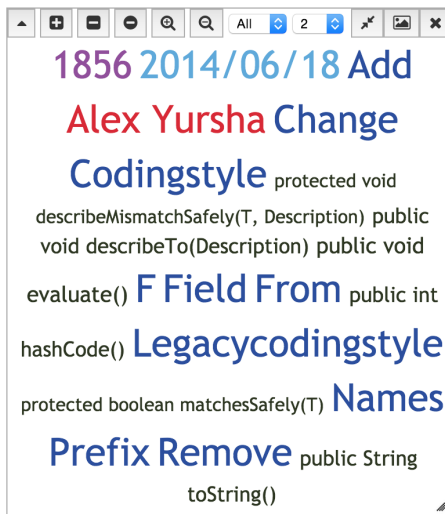 All 2
1856 2014/06/18 Add
Alex Yursha Change
Codingstyle protected void
describeMismatchSafely(T, Description) public
void describeTo(Description) public void
evaluate() F Field From public int
hashCode() Legacycodingstyle
protected boolean matchesSafely(T) Names
Prefix Remove public String
toString()